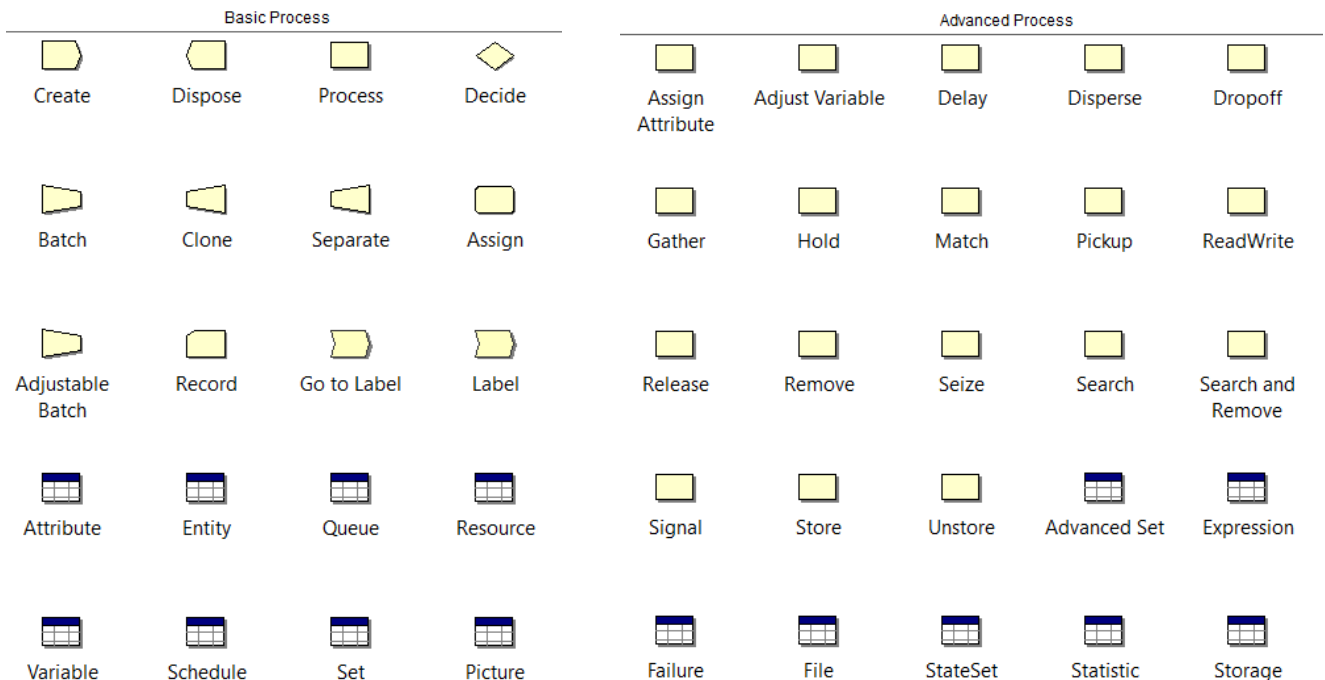 Basic Process
Create Dispose Process Decide
Batch Clone Separate Assign
Adjustable
Batch
Record Go to Label Label
Attribute Entity Queue Resource
Variable Schedule Set Picture
Advanced Process
Assign
Attribute
Adjust Variable Delay Disperse Dropoff
Gather Hold Match Pickup ReadWrite
Release Remove Seize Search Search and
Remove
Signal Store Unstore Advanced Set Expression
Failure File StateSet Statistic Storage